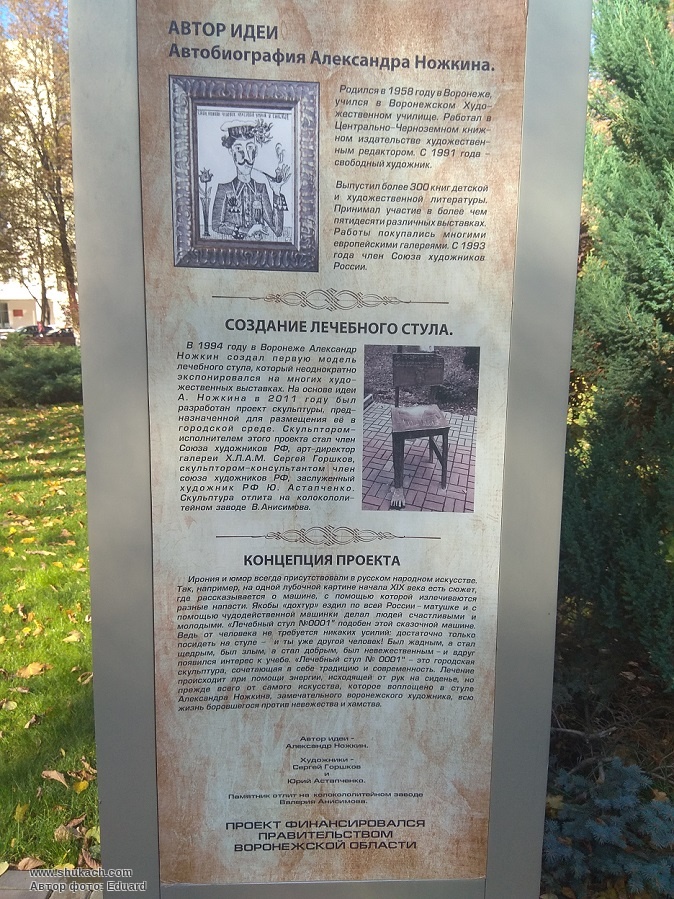 АВТОР ИДЕИ
Автобиография Александра Ножкина.
Родился в 1958 году в Воронеже,
учился в Воронежском Худо-
жественном училище. Работал в
Центрально-Черноземном книж-
ном издательстве художествен-
ным редактором. С 1991 года -
свободный художник.
Выпустил более 300 книг детской
и художественной литературы.
Принимал участие в более чем
пятидесяти различных выставках.
Работы покупались многими
европейскими галереями. С 1993
года член Союза художников
России.
СОЗДАНИЕ ЛЕЧЕБНОГО СТУЛА.
В 1994 году в Воронеже Александр
Ножкин создал первую модель
лечебного стула, который неоднократно
экспонировался на многих худо-
жественных выставках. На основе идеи
А. Ножкина в 2011 году был
разработан проект скульптуры, пред-
назначенной для размещения её в
городской среде. Скульптором-
исполнителем этого проекта стал член
Союза художников РФ, арт-директор
галереи Х.Л.А.М. Сергей Горшков,
скульптором-консультантом член
союза художников РФ, заслуженный
художник РФ Ю. Астапченко.
Скульптура отлита на колокололи-
тейном заводе В.Анисимова.
КОНЦЕПЦИЯ ПРОЕКТА
Ирония и юмор всегда присутствовали в русском народном искусстве.
Так, например, на одной лубочной картине начала XIX века есть сюжет,
где рассказывается о машине, с помощью которой излечиваются
разные напасти. Якобы «дохтур» ездил по всей России - матушке и с
помощью чудодейственной машинки делал людей счастливыми и
молодыми. «Лечебный стул №0001" подобен этой сказочной машине.
Ведь от человека не требуется никаких усилий: достаточно только
посидеть на стуле – и ты уже другой человек! Был жадным, а стал
щедрым, был злым, а стал добрым, был невежественным – и вдруг
появился интерес к учебе. «Лечебный стул № 0001" – это городская
скульптура, сочетающая в себе традицию и современность. Лечение
происходит при помощи энергии, исходящей от рук на сиденье, но
прежде всего от самого искусства, которое воплощено в стуле
Александра Ножкина, замечательного воронежского художника, всю
жизнь боровшегося против невежества и хамства.
Автор идеи -
Александр Ножкин.
Художники -
Сергей Горшков
и
Юрий Астапченко.
Памятник отлит на колокололитейном заводе
Валерия Анисимова.
ПРОЕКТ ФИНАНСИРОВАЛСЯ
ПРАВИТЕЛЬСТВОМ
ВОРОНЕЖСКОЙ ОБЛАСТИ
www.shukach.com
Автор фото: Eduard